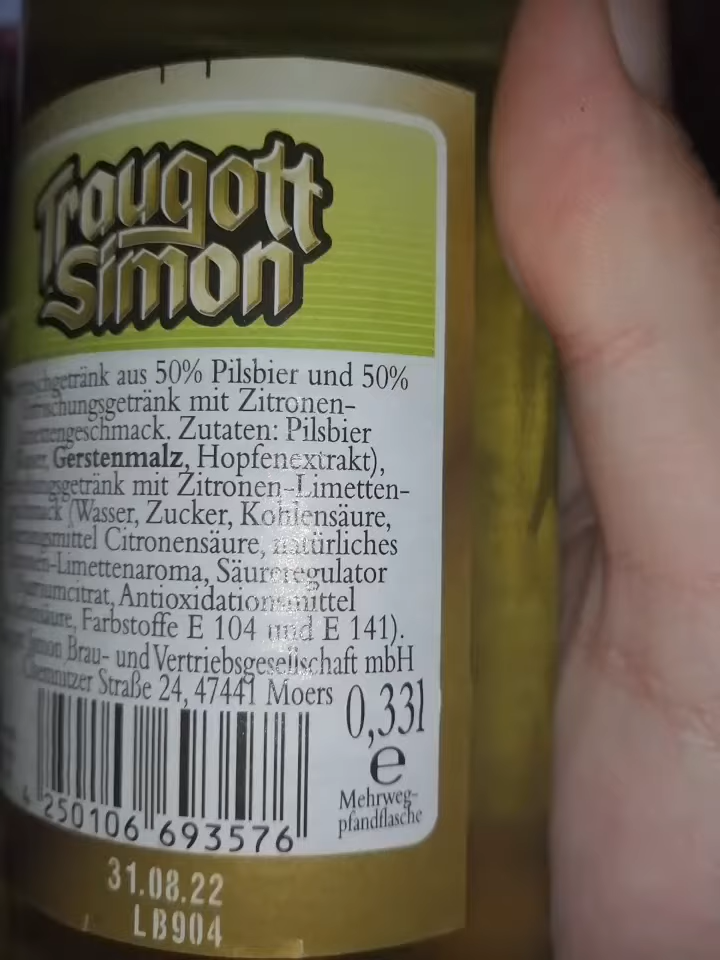 Traugott
Simon
aus 50% Pilsbier und 50%
mit Zitronen-
Zutaten: Pilsbier
Gerstenmalz, Hopfenextrakt),
mit Zitronen-Limetten-
(Wasser, Zucker, Kohlensäure,
Citronensäure, natürliches
-Limettenaroma, Säureregulator
Antioxidationsmittel
Farbstoffe E 104 und E 141).
Simon Brau- und Vertriebsgesellschaft mbH
Chemnitzer Straße 24, 47441 Moers
0,33l
e
Mehrweg-
pfandflasche
4 250106 693576
31.08.22
LB904